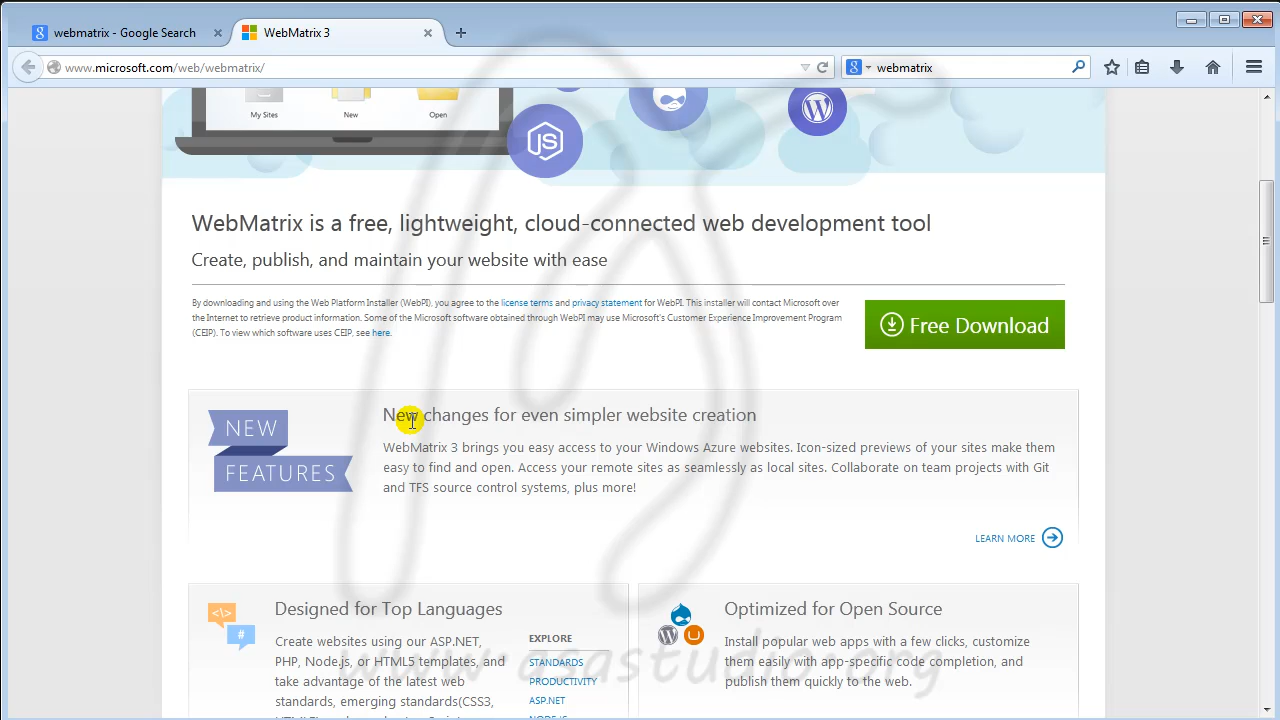 webmatrix - Google Search
WebMatrix 3
www.microsoft.com/web/webmatrix/
webmatrix
My Sites
New
Open
JS
WebMatrix is a free, lightweight, cloud-connected web development tool
Create, publish, and maintain your website with ease
By downloading and using the Web Platform Installer (WebPI), you agree to the license terms and privacy statement for WebPI. This installer will contact Microsoft over
the Internet to retrieve product information. Some of the Microsoft software obtained through WebPI may use Microsoft's Customer Experience Improvement Program
(CEIP). To view which software uses CEIP, see here.
Free Download
NEW
FEATURES
New changes for even simpler website creation
WebMatrix 3 brings you easy access to your Windows Azure websites. Icon-sized previews of your sites make them
easy to find and open. Access your remote sites as seamlessly as local sites. Collaborate on team projects with Git
and TFS source control systems, plus more!
LEARN MORE
Designed for Top Languages
Create websites using our ASP.NET,
PHP, Node.js, or HTML5 templates, and
take advantage of the latest web
standards, emerging standards(CSS3,
EXPLORE
STANDARDS
PRODUCTIVITY
ASP.NET
Optimized for Open Source
Install popular web apps with a few clicks, customize
them easily with app-specific code completion, and
publish them quickly to the web.
www.asastudio.org